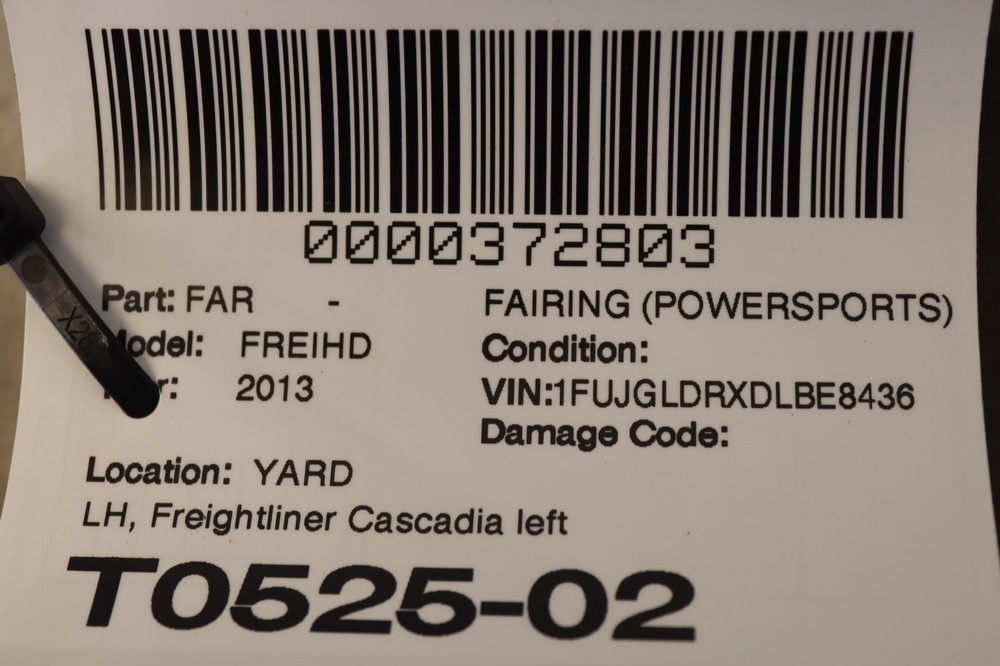 0000372803
Part: FAR - FAIRING (POWERSPORTS)
odel: FREIHD Condition:
r: 2013 VIN:1FUJGLDRXDLBE8436
Damage Code:
Location: YARD
LH, Freightliner Cascadia left
T0525-02